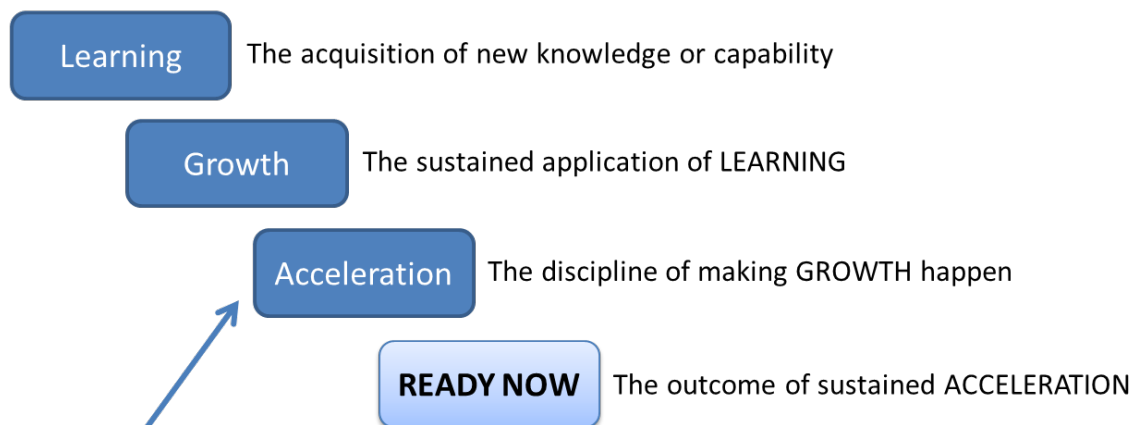 Learning The acquisition of new knowledge or capability
Growth The sustained application of LEARNING
Acceleration The discipline of making GROWTH happen
READY NOW The outcome of sustained ACCELERATION